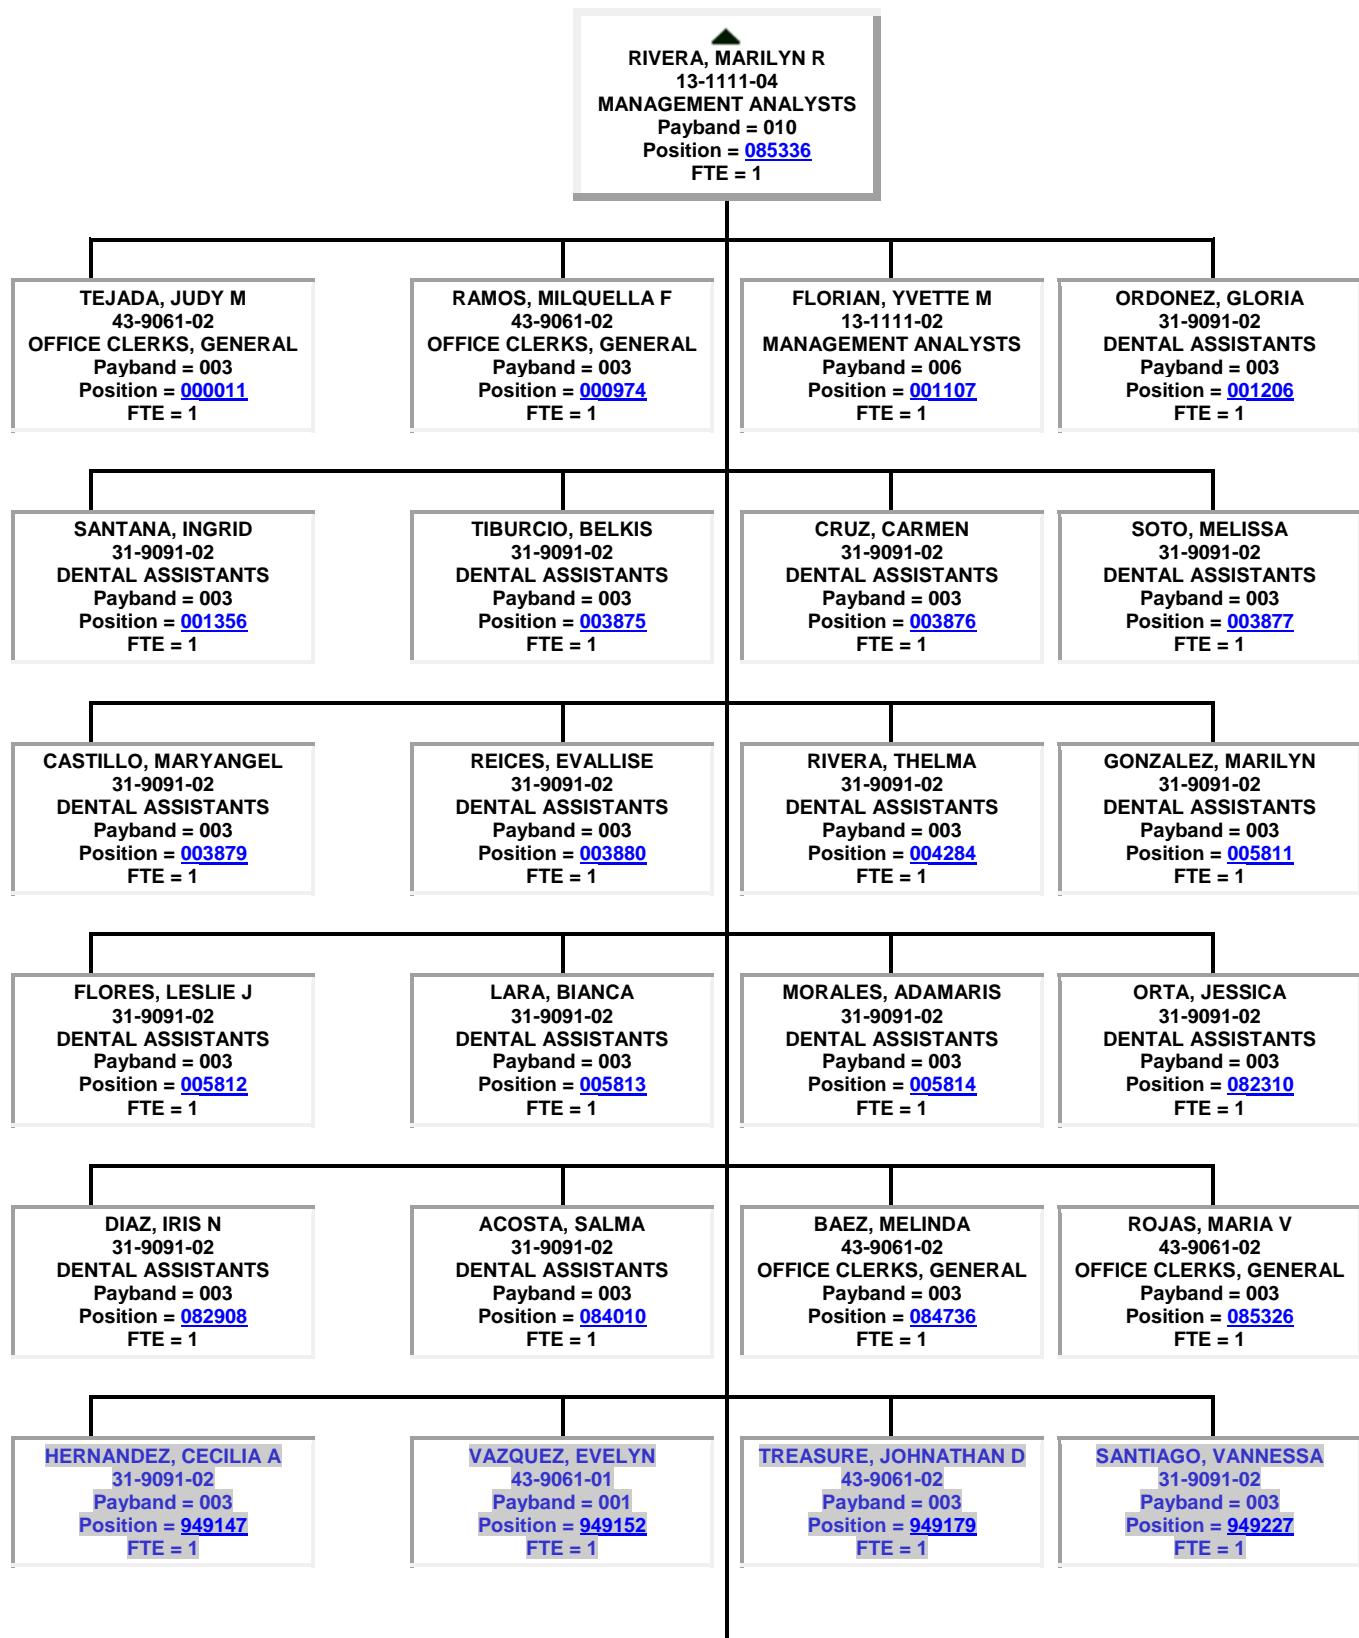 RIVERA, MARILYN R
13-1111-04
MANAGEMENT ANALYSTS
Payband = 010
Position = 085336
FTE = 1
TEJADA, JUDY M
43-9061-02
OFFICE CLERKS, GENERAL
Payband = 003
Position = 000011
FTE = 1
RAMOS, MILQUELLA F
43-9061-02
OFFICE CLERKS, GENERAL
Payband = 003
Position = 000974
FTE = 1
FLORIAN, YVETTE M
13-1111-02
MANAGEMENT ANALYSTS
Payband = 006
Position = 001107
FTE = 1
ORDONEZ, GLORIA
31-9091-02
DENTAL ASSISTANTS
Payband = 003
Position = 001206
FTE = 1
SANTANA, INGRID
31-9091-02
DENTAL ASSISTANTS
Payband = 003
Position = 001356
FTE = 1
TIBURCIO, BELKIS
31-9091-02
DENTAL ASSISTANTS
Payband = 003
Position = 003875
FTE = 1
CRUZ, CARMEN
31-9091-02
DENTAL ASSISTANTS
Payband = 003
Position = 003876
FTE = 1
SOTO, MELISSA
31-9091-02
DENTAL ASSISTANTS
Payband = 003
Position = 003877
FTE = 1
CASTILLO, MARYANGEL
31-9091-02
DENTAL ASSISTANTS
Payband = 003
Position = 003879
FTE = 1
REICES, EVALLISE
31-9091-02
DENTAL ASSISTANTS
Payband = 003
Position = 003880
FTE = 1
RIVERA, THELMA
31-9091-02
DENTAL ASSISTANTS
Payband = 003
Position = 004284
FTE = 1
GONZALEZ, MARILYN
31-9091-02
DENTAL ASSISTANTS
Payband = 003
Position = 005811
FTE = 1
FLORES, LESLIE J
31-9091-02
DENTAL ASSISTANTS
Payband = 003
Position = 005812
FTE = 1
LARA, BIANCA
31-9091-02
DENTAL ASSISTANTS
Payband = 003
Position = 005813
FTE = 1
MORALES, ADAMARIS
31-9091-02
DENTAL ASSISTANTS
Payband = 003
Position = 005814
FTE = 1
ORTA, JESSICA
31-9091-02
DENTAL ASSISTANTS
Payband = 003
Position = 082310
FTE = 1
DIAZ, IRIS N
31-9091-02
DENTAL ASSISTANTS
Payband = 003
Position = 082908
FTE = 1
ACOSTA, SALMA
31-9091-02
DENTAL ASSISTANTS
Payband = 003
Position = 084010
FTE = 1
BAEZ, MELINDA
43-9061-02
OFFICE CLERKS, GENERAL
Payband = 003
Position = 084736
FTE = 1
ROJAS, MARIA V
43-9061-02
OFFICE CLERKS, GENERAL
Payband = 003
Position = 085326
FTE = 1
HERNANDEZ, CECILIA A
31-9091-02
Payband = 003
Position = 949147
FTE = 1
VAZQUEZ, EVELYN
43-9061-01
Payband = 001
Position = 949152
FTE = 1
TREASURE, JOHNATHAN D
43-9061-02
Payband = 003
Position = 949179
FTE = 1
SANTIAGO, VANNESSA
31-9091-02
Payband = 003
Position = 949227
FTE = 1